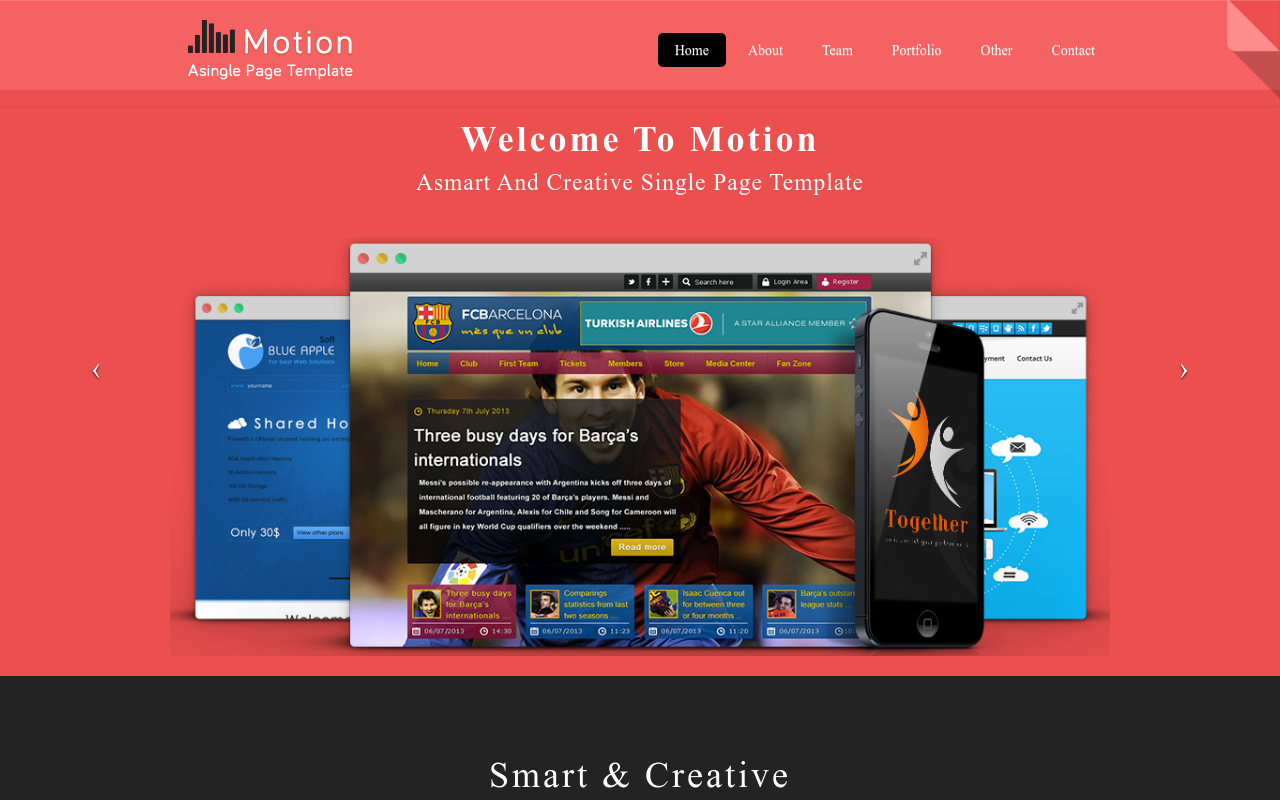 Motion
Asingle Page Template
Home About Team Portfolio Other Contact
Welcome To Motion
Asmart And Creative Single Page Template
Search here Login Area Register
FCBARCELONA
més que un club
TURKISH AIRLINES A STAR ALLIANCE MEMBER
Home Club First Team Tickets Members Store Media Center Fan Zone
Thursday 7th July 2013
Three busy days for Barça's
internationals
Messi's possible re-appearance with Argentina kicks off three days of
international football featuring 20 of Barça's players. Messi and
Mascherano for Argentina, Alexis for Chile and Song for Cameroon will
all figure in key World Cup qualifiers over the weekend .....
Read more
Three busy days
for Barça's
internationals ...
06/07/2013 14:30
Comparings
statistics from last
two seasons ...
06/07/2013 11:23
Isaac Cuenca out
for between three
or four months ..
06/07/2013 11:20
Barça's outstan
league stats ...
06/07/2013 10
Soft
BLUE APPLE
For best Web Solutions
yourname
Shared Ho
Only 30$ View other plans
Welcome
yment Contact Us
Together
Smart & Creative